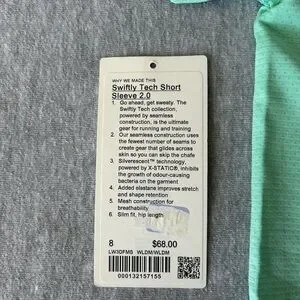 WHY WE MADE THIS
Swiftly Tech Short
Sleeve 2.0
1. Go ahead, get sweaty. The
Swiftly Tech collection,
powered by seamless
construction, is the ultimate
gear for running and training
2. Our seamless construction uses
the fewest number of seams to
create gear that glides across
skin so you can skip the chafe
3. Silverescent® technology,
powered by X-STATIC®, inhibits
the growth of odour-causing
bacteria on the garment
4. Added elastane improves stretch
and shape retention
5. Mesh construction for
breathability
6. Slim fit, hip length
8 $68.00
LW3DFMS WLDM/WLDM
000132157155